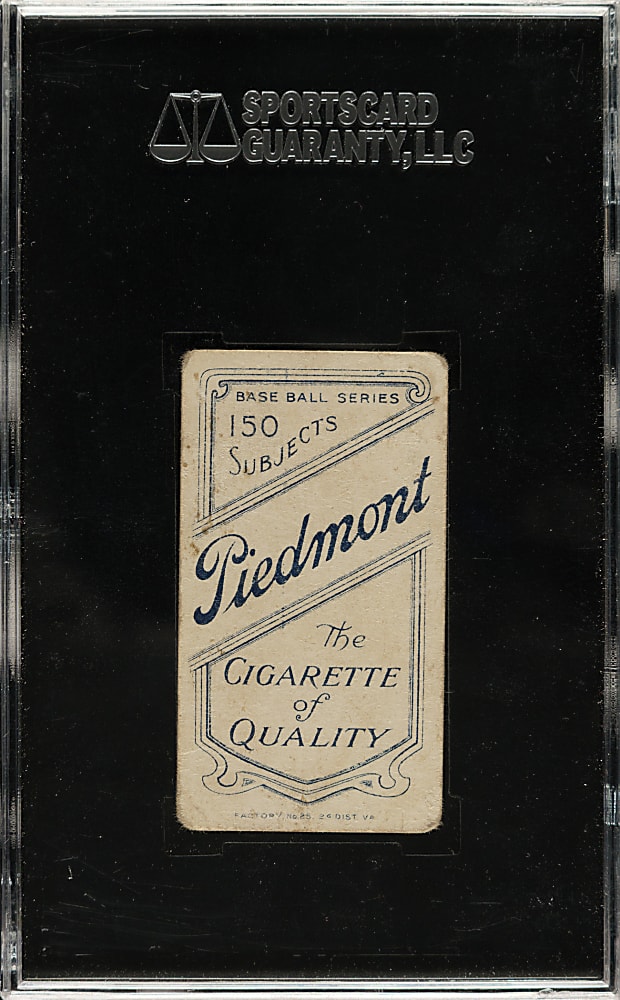 SPORTSCARD
GUARANTY, LLC
BASE BALL SERIES
150
SUBJECTS
Piedmont
The
CIGARETTE
of
QUALITY
FACTORY No. 25. 2d DIST. VA